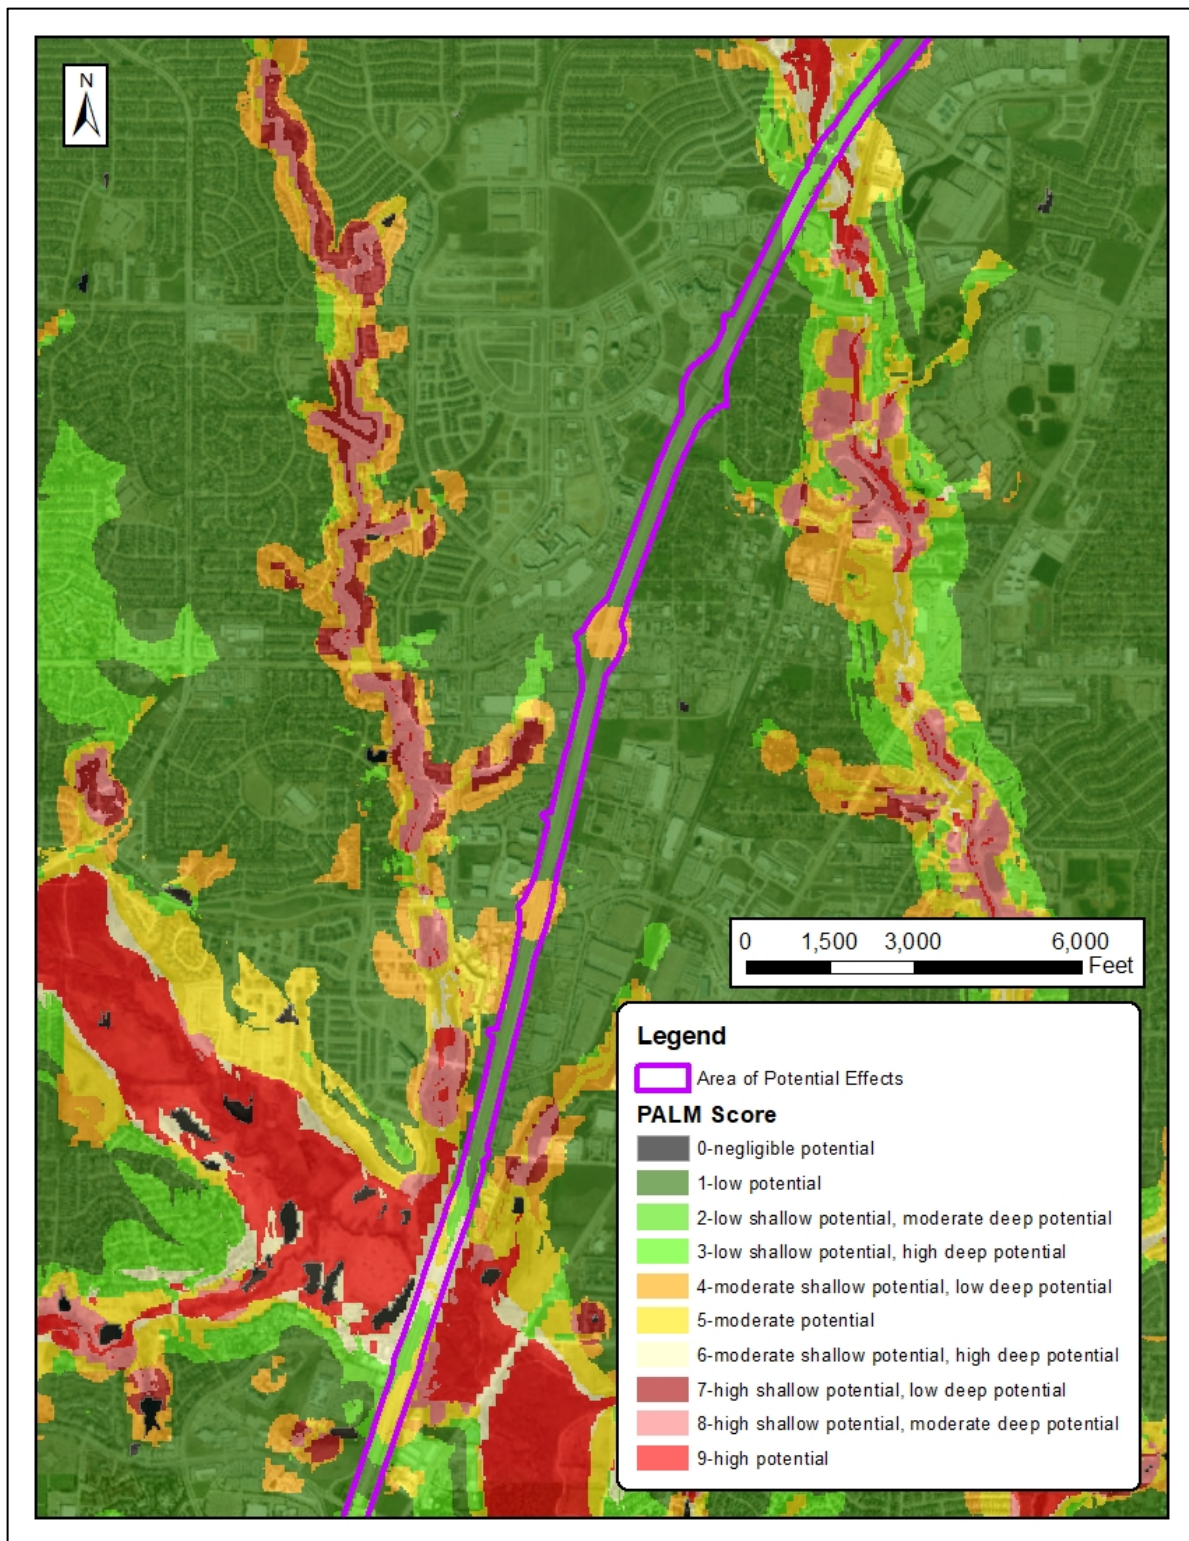 N
0 1,500 3,000 6,000
Feet
Legend
Area of Potential Effects
PALM Score
0-negligible potential
1-low potential
2-low shallow potential, moderate deep potential
3-low shallow potential, high deep potential
4-moderate shallow potential, low deep potential
5-moderate potential
6-moderate shallow potential, high deep potential
7-high shallow potential, low deep potential
8-high shallow potential, moderate deep potential
9-high potential